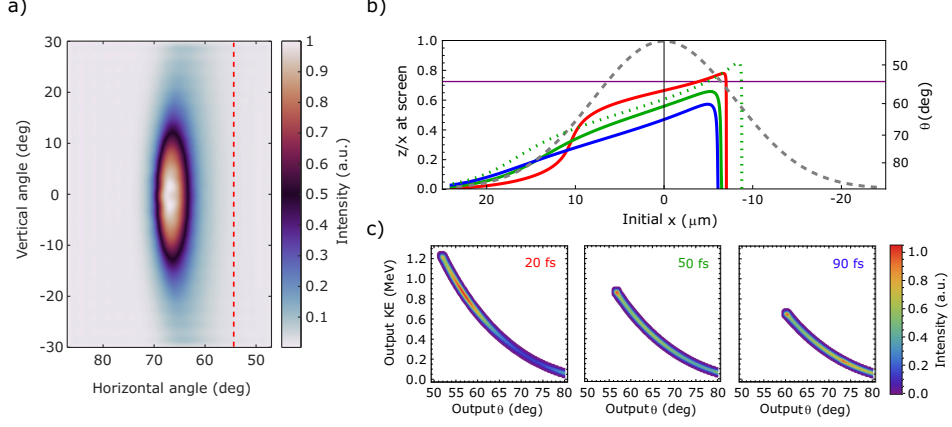 a)
30
20
10
0
-10
-20
-30
Vertical angle (deg)
80
70
60
50
Horizontal angle (deg)
1
0.9
0.8
0.7
0.6
0.5
0.4
0.3
0.2
0.1
Intensity (a.u.)
b)
1.0
0.8
0.6
0.4
0.2
0.0
z/x at screen
20
10
0
-10
-20
Initial x (μm)
50
60
70
80
θ (deg)
c)
1.2
1.0
0.8
0.6
0.4
0.2
0.0
Output KE (MeV)
20 fs
50 55 60 65 70 75 80
Output θ (deg)
50 fs
50 55 60 65 70 75 80
Output θ (deg)
90 fs
50 55 60 65 70 75 80
Output θ (deg)
1.0
0.8
0.6
0.4
0.2
0.0
Intensity (a.u.)